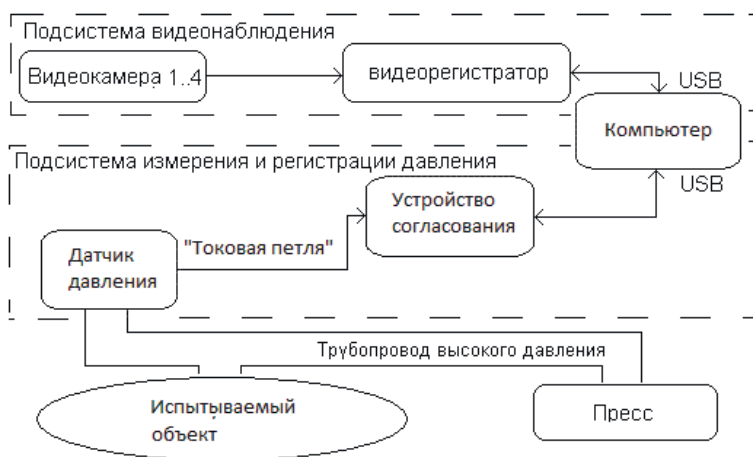 Подсистема видеонаблюдения
Видеокамера 1..4
видеорегистратор
USB
Компьютер
USB
Подсистема измерения и регистрации давления
Устройство
согласования
"Токовая петля"
Датчик
давления
Трубопровод высокого давления
Испытываемый
объект
Пресс